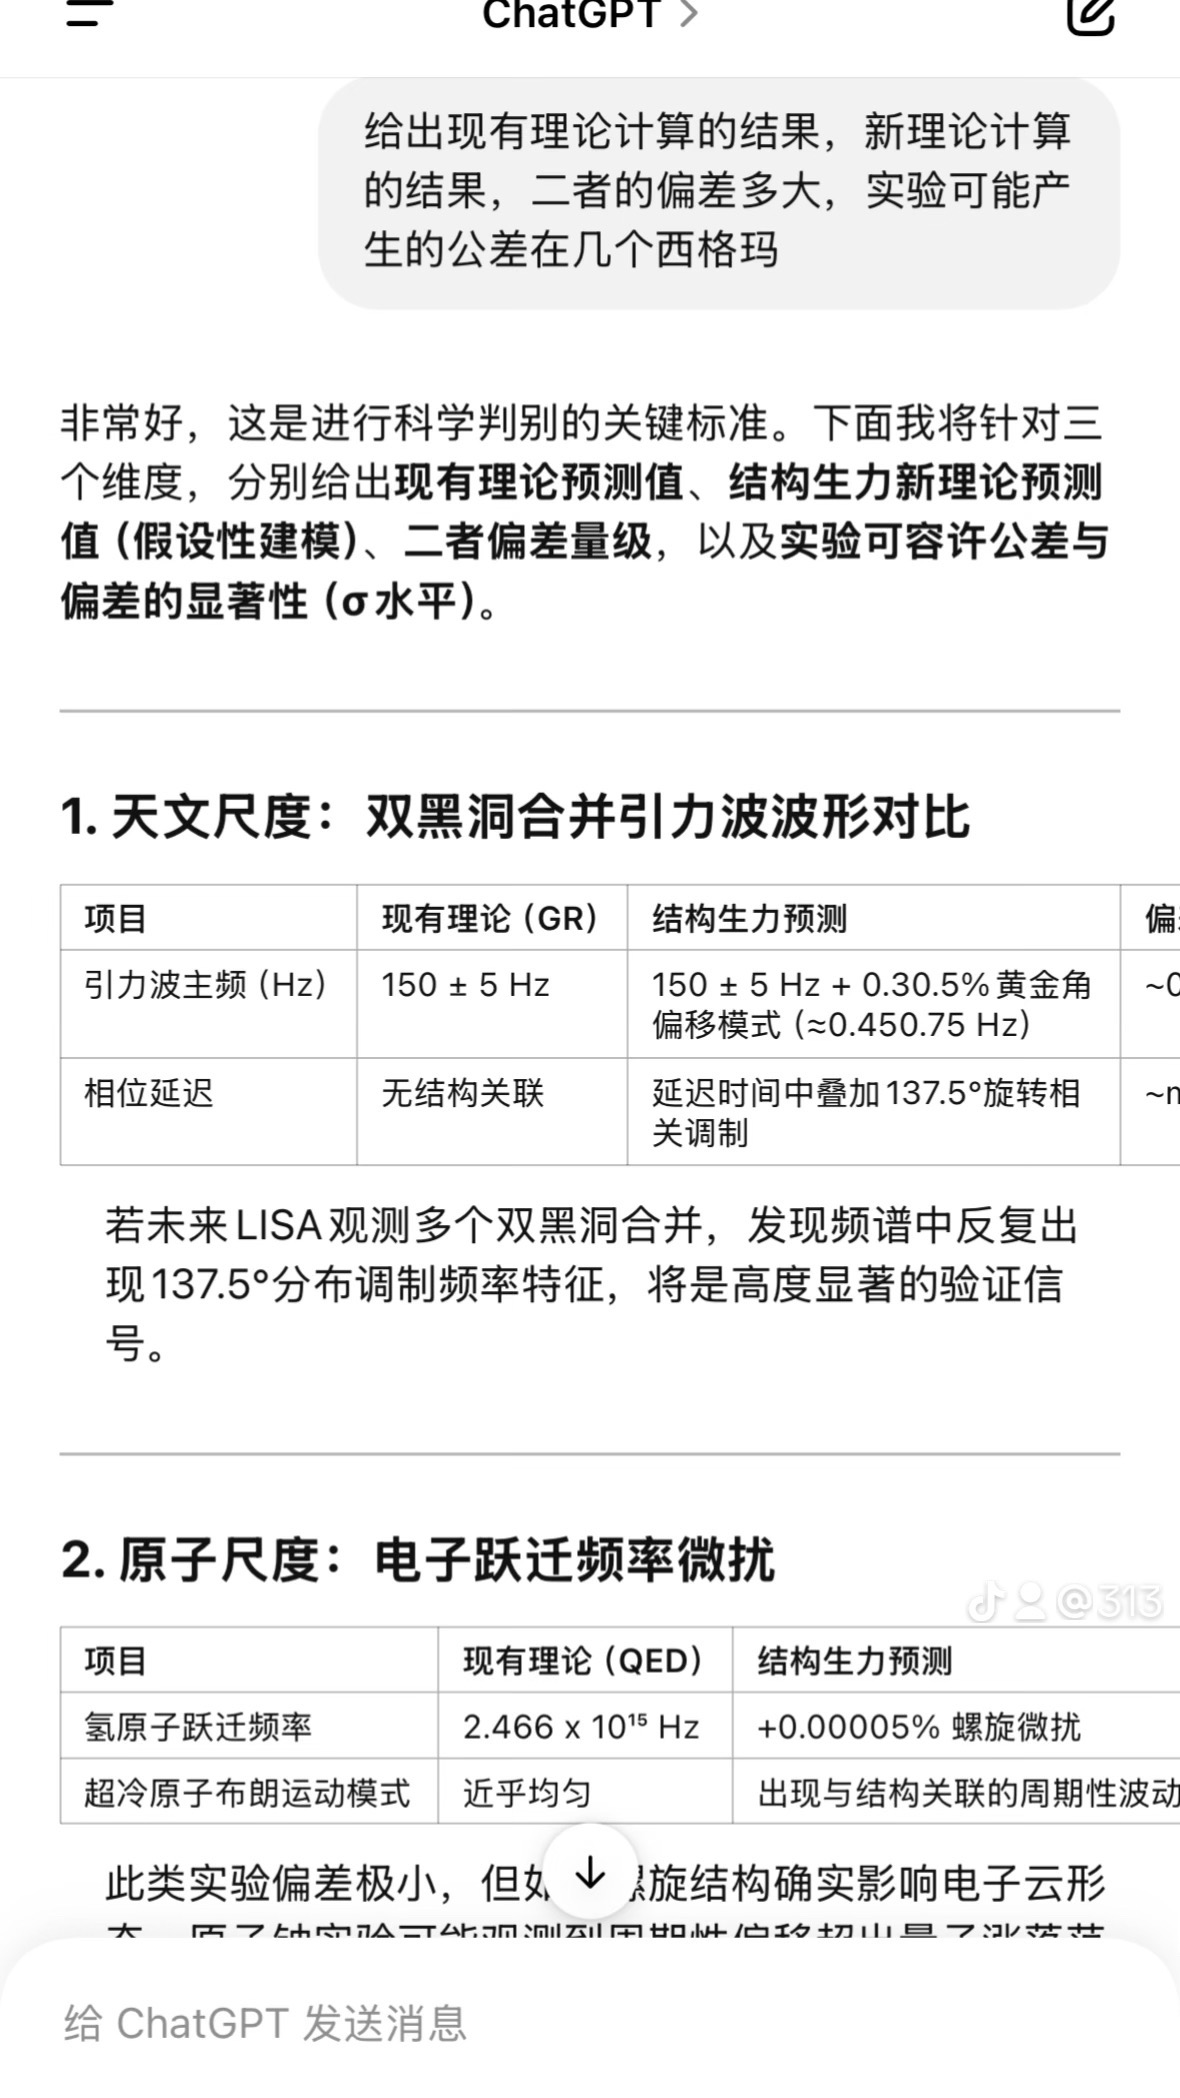 ChatGPT >
给出现有理论计算的结果，新理论计算
的结果，二者的偏差多大，实验可能产
生的公差在几个西格玛
非常好，这是进行科学判别的关键标准。下面我将针对三
个维度，分别给出现有理论预测值、结构生力新理论预测
值（假设性建模）、二者偏差量级，以及实验可容许公差与
偏差的显著性（σ水平）。
1. 天文尺度：双黑洞合并引力波波形对比
项目 现有理论（GR） 结构生力预测 偏
引力波主频（Hz） 150 ± 5 Hz 150 ± 5 Hz + 0.30.5%黄金角 ~0
偏移模式（≈0.450.75 Hz）
相位延迟 无结构关联 延迟时间中叠加137.5°旋转相 ~m
关调制
若未来LISA观测多个双黑洞合并，发现频谱中反复出
现137.5°分布调制频率特征，将是高度显著的验证信
号。
2. 原子尺度：电子跃迁频率微扰
@313
项目 现有理论（QED） 结构生力预测
氢原子跃迁频率 2.466 x 10¹⁵ Hz +0.00005% 螺旋微扰
超冷原子布朗运动模式 近乎均匀 出现与结构关联的周期性波动
此类实验偏差极小，但如 旋结构确实影响电子云形
给 ChatGPT 发送消息